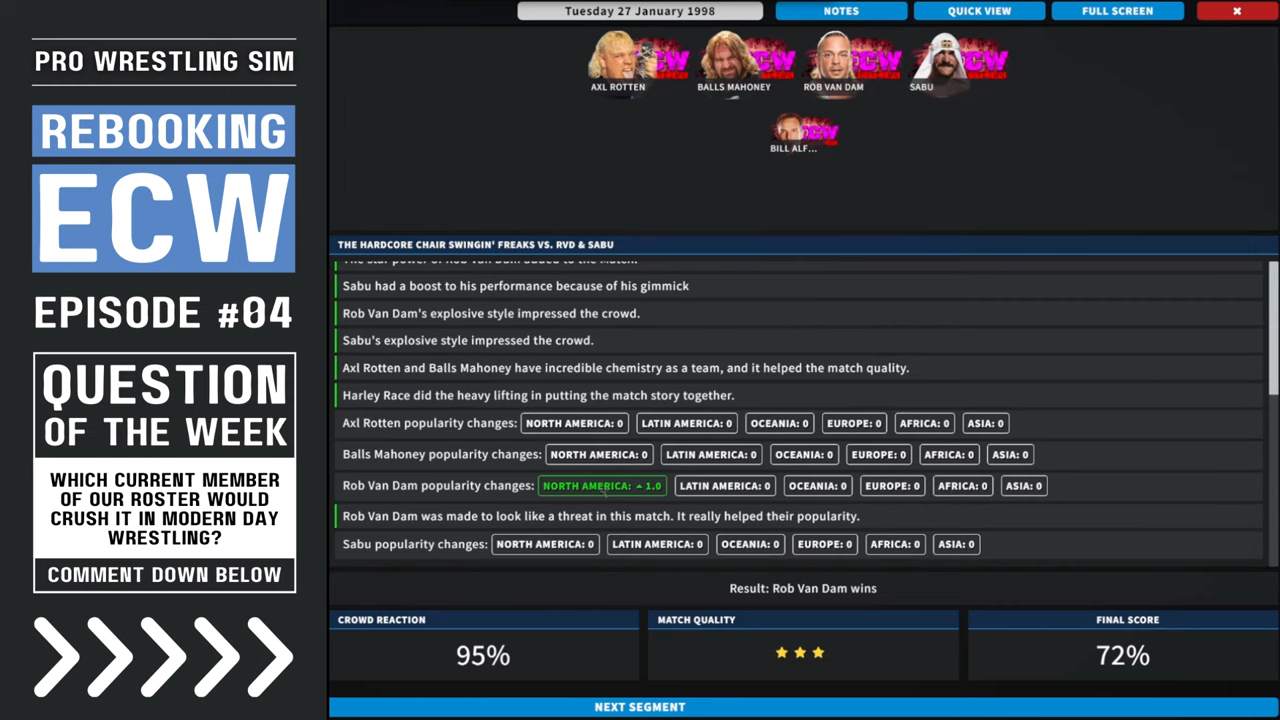 PRO WRESTLING SIM
REBOOKING
ECW
EPISODE #04
QUESTION
OF THE WEEK
WHICH CURRENT MEMBER
OF OUR ROSTER WOULD
CRUSH IT IN MODERN DAY
WRESTLING?
COMMENT DOWN BELOW
Tuesday 27 January 1998
NOTES
QUICK VIEW
FULL SCREEN
AXL ROTTEN
BALLS MAHONEY
ROB VAN DAM
SABU
BILL ALF...
THE HARDCORE CHAIR SWINGIN' FREAKS VS. RVD & SABU
The star power of Rob Van Dam added to the match.
Sabu had a boost to his performance because of his gimmick
Rob Van Dam's explosive style impressed the crowd.
Sabu's explosive style impressed the crowd.
Axl Rotten and Balls Mahoney have incredible chemistry as a team, and it helped the match quality.
Harley Race did the heavy lifting in putting the match story together.
Axl Rotten popularity changes: NORTH AMERICA: 0 LATIN AMERICA: 0 OCEANIA: 0 EUROPE: 0 AFRICA: 0 ASIA: 0
Balls Mahoney popularity changes: NORTH AMERICA: 0 LATIN AMERICA: 0 OCEANIA: 0 EUROPE: 0 AFRICA: 0 ASIA: 0
Rob Van Dam popularity changes: NORTH AMERICA: 1.0 LATIN AMERICA: 0 OCEANIA: 0 EUROPE: 0 AFRICA: 0 ASIA: 0
Rob Van Dam was made to look like a threat in this match. It really helped their popularity.
Sabu popularity changes: NORTH AMERICA: 0 LATIN AMERICA: 0 OCEANIA: 0 EUROPE: 0 AFRICA: 0 ASIA: 0
Result: Rob Van Dam wins
CROWD REACTION
95%
MATCH QUALITY
FINAL SCORE
72%
NEXT SEGMENT